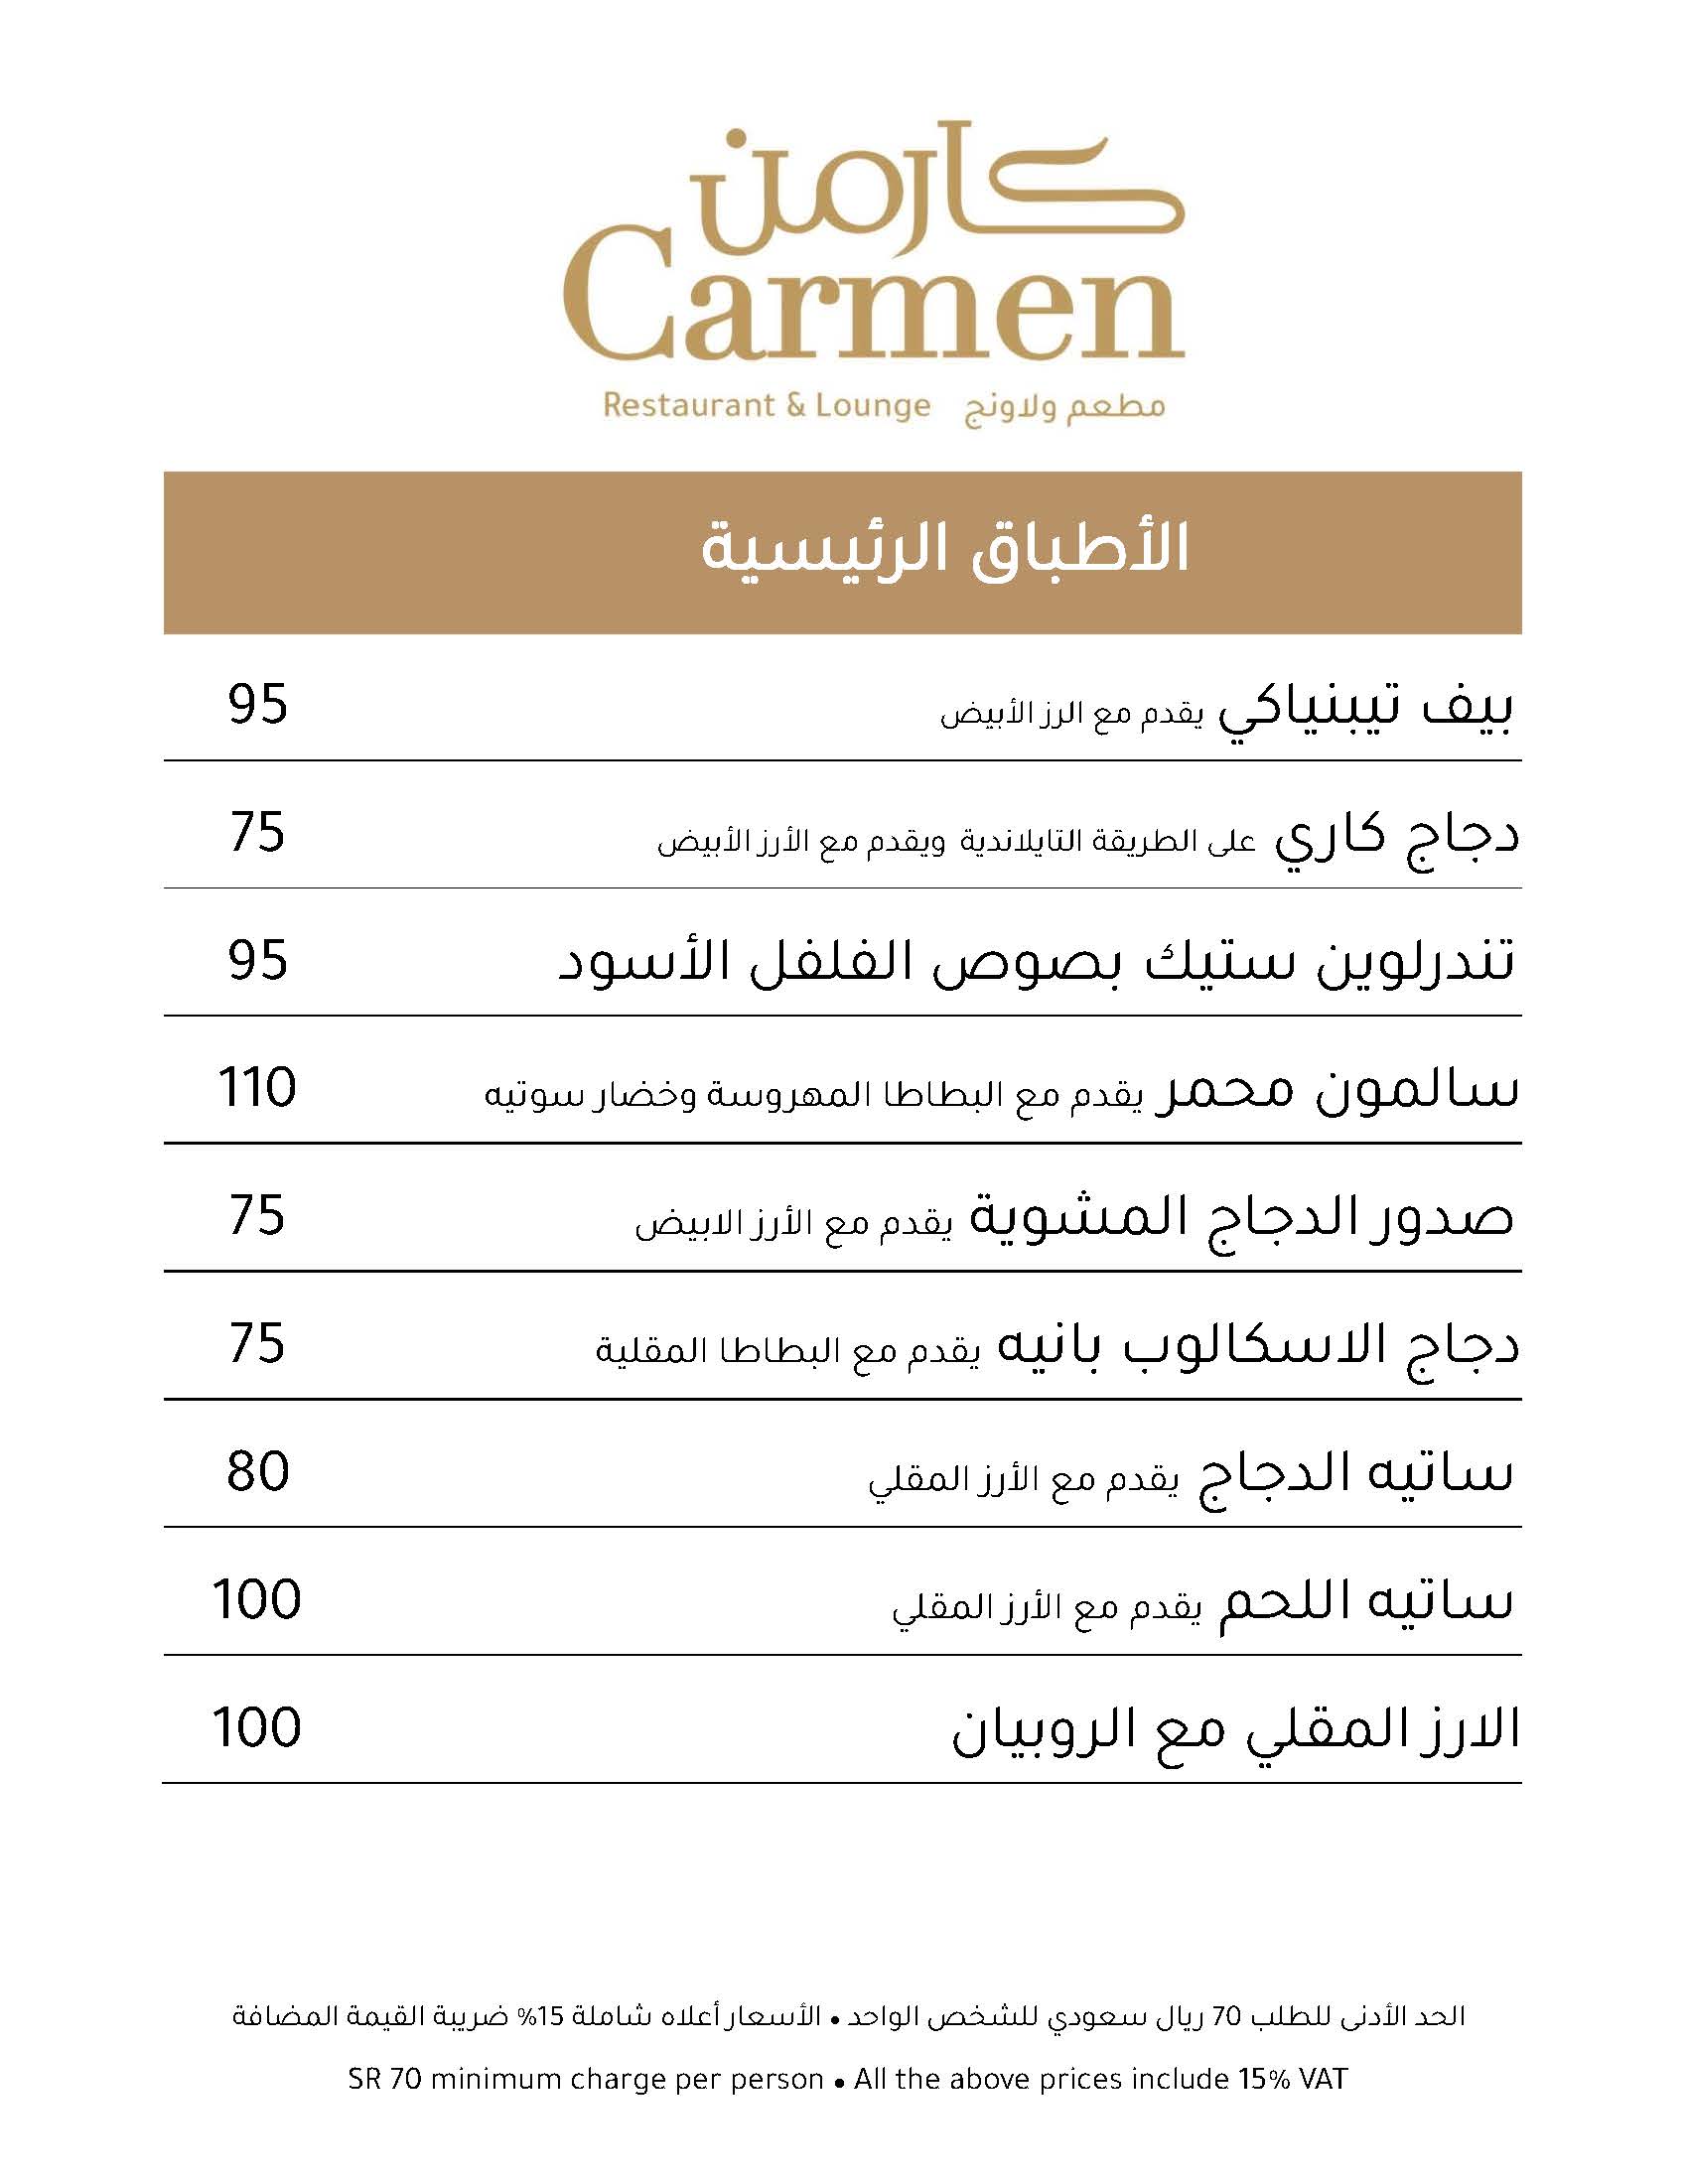 كارمن
Carmen
Restaurant & Lounge مطعم ولاونج
الأطباق الرئيسية
بيف تيبنياكي يقدم مع الرز الأبيض 95
دجاج كاري على الطريقة التايلاندية ويقدم مع الأرز الأبيض 75
تندرلوين ستيك بصوص الفلفل الأسود 95
سالمون محمر يقدم مع البطاطا المهروسة وخضار سوتيه 110
صدور الدجاج المشوية يقدم مع الأرز الابيض 75
دجاج الاسكالوب بانيه يقدم مع البطاطا المقلية 75
ساتيه الدجاج يقدم مع الأرز المقلي 80
ساتيه اللحم يقدم مع الأرز المقلي 100
الارز المقلي مع الروبيان 100
الحد الأدنى للطلب 70 ريال سعودي للشخص الواحد • الأسعار أعلاه شاملة 15% ضريبة القيمة المضافة
SR 70 minimum charge per person • All the above prices include 15% VAT